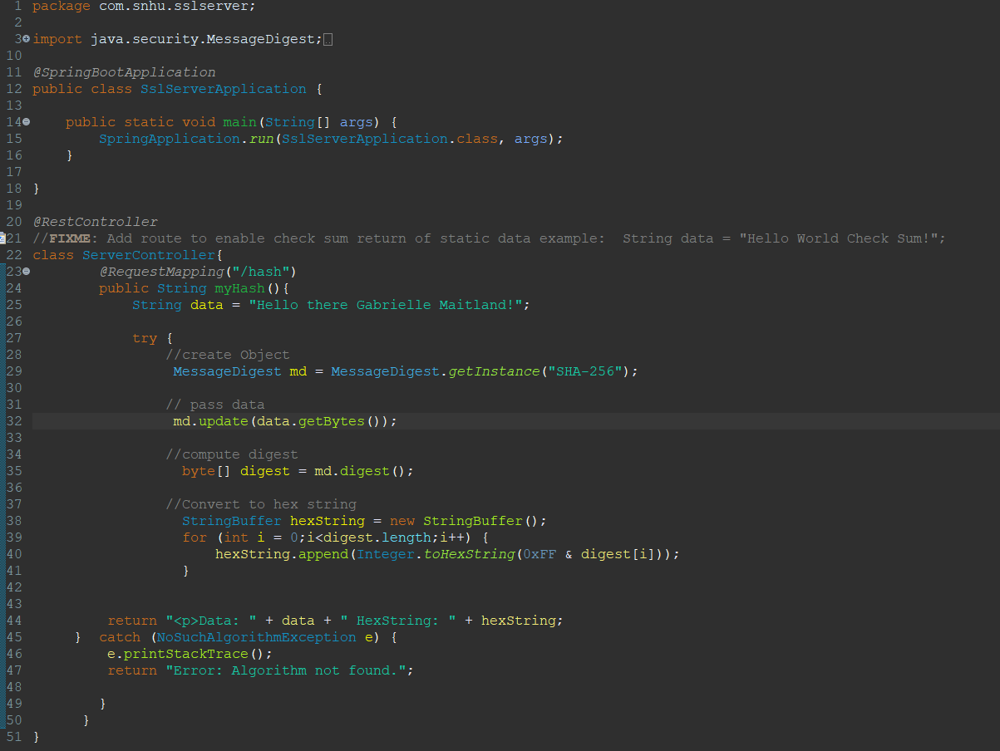 1 package com.snhu.sslserver;
2
3 import java.security.MessageDigest;
10
11 @SpringBootApplication
12 public class SslServerApplication {
13
14 public static void main(String[] args) {
15 SpringApplication.run(SslServerApplication.class, args);
16 }
17
18 }
19
20 @RestController
21 //FIXME: Add route to enable check sum return of static data example:  String data = "Hello World Check Sum!";
22 class ServerController{
23 @RequestMapping("/hash")
24 public String myHash(){
25 String data = "Hello there Gabrielle Maitland!";
26
27 try {
28 //create Object
29 MessageDigest md = MessageDigest.getInstance("SHA-256");
30
31 // pass data
32 md.update(data.getBytes());
33
34 //compute digest
35 byte[] digest = md.digest();
36
37 //Convert to hex string
38 StringBuffer hexString = new StringBuffer();
39 for (int i = 0;i<digest.length;i++) {
40 hexString.append(Integer.toHexString(0xFF & digest[i]));
41 }
42
43
44 return "<p>Data: " + data + " HexString: " + hexString;
45 }  catch (NoSuchAlgorithmException e) {
46 e.printStackTrace();
47 return "Error: Algorithm not found.";
48
49 }
50 }
51 }